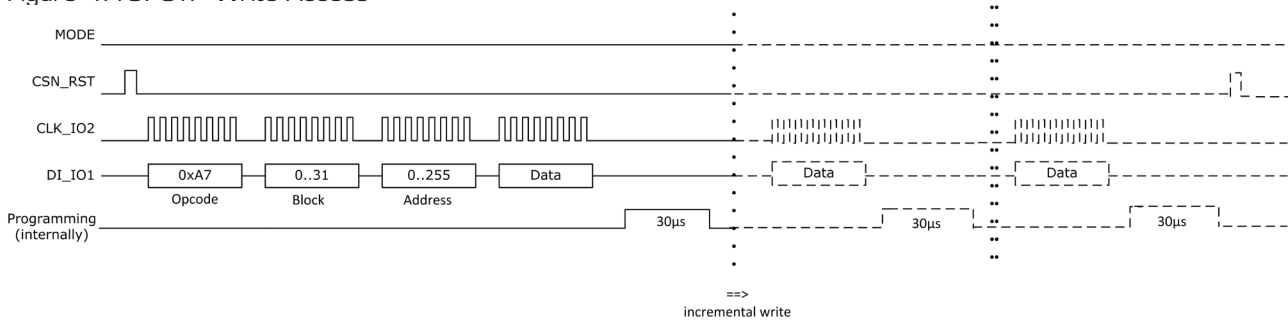 MODE
CSN_RST
CLK_IO2
DI_IO1 0xA7 0..31 0..255 Data Data Data
Opcode Block Address
Programming
(internally) 30µs 30µs 30µs
==>
incremental write